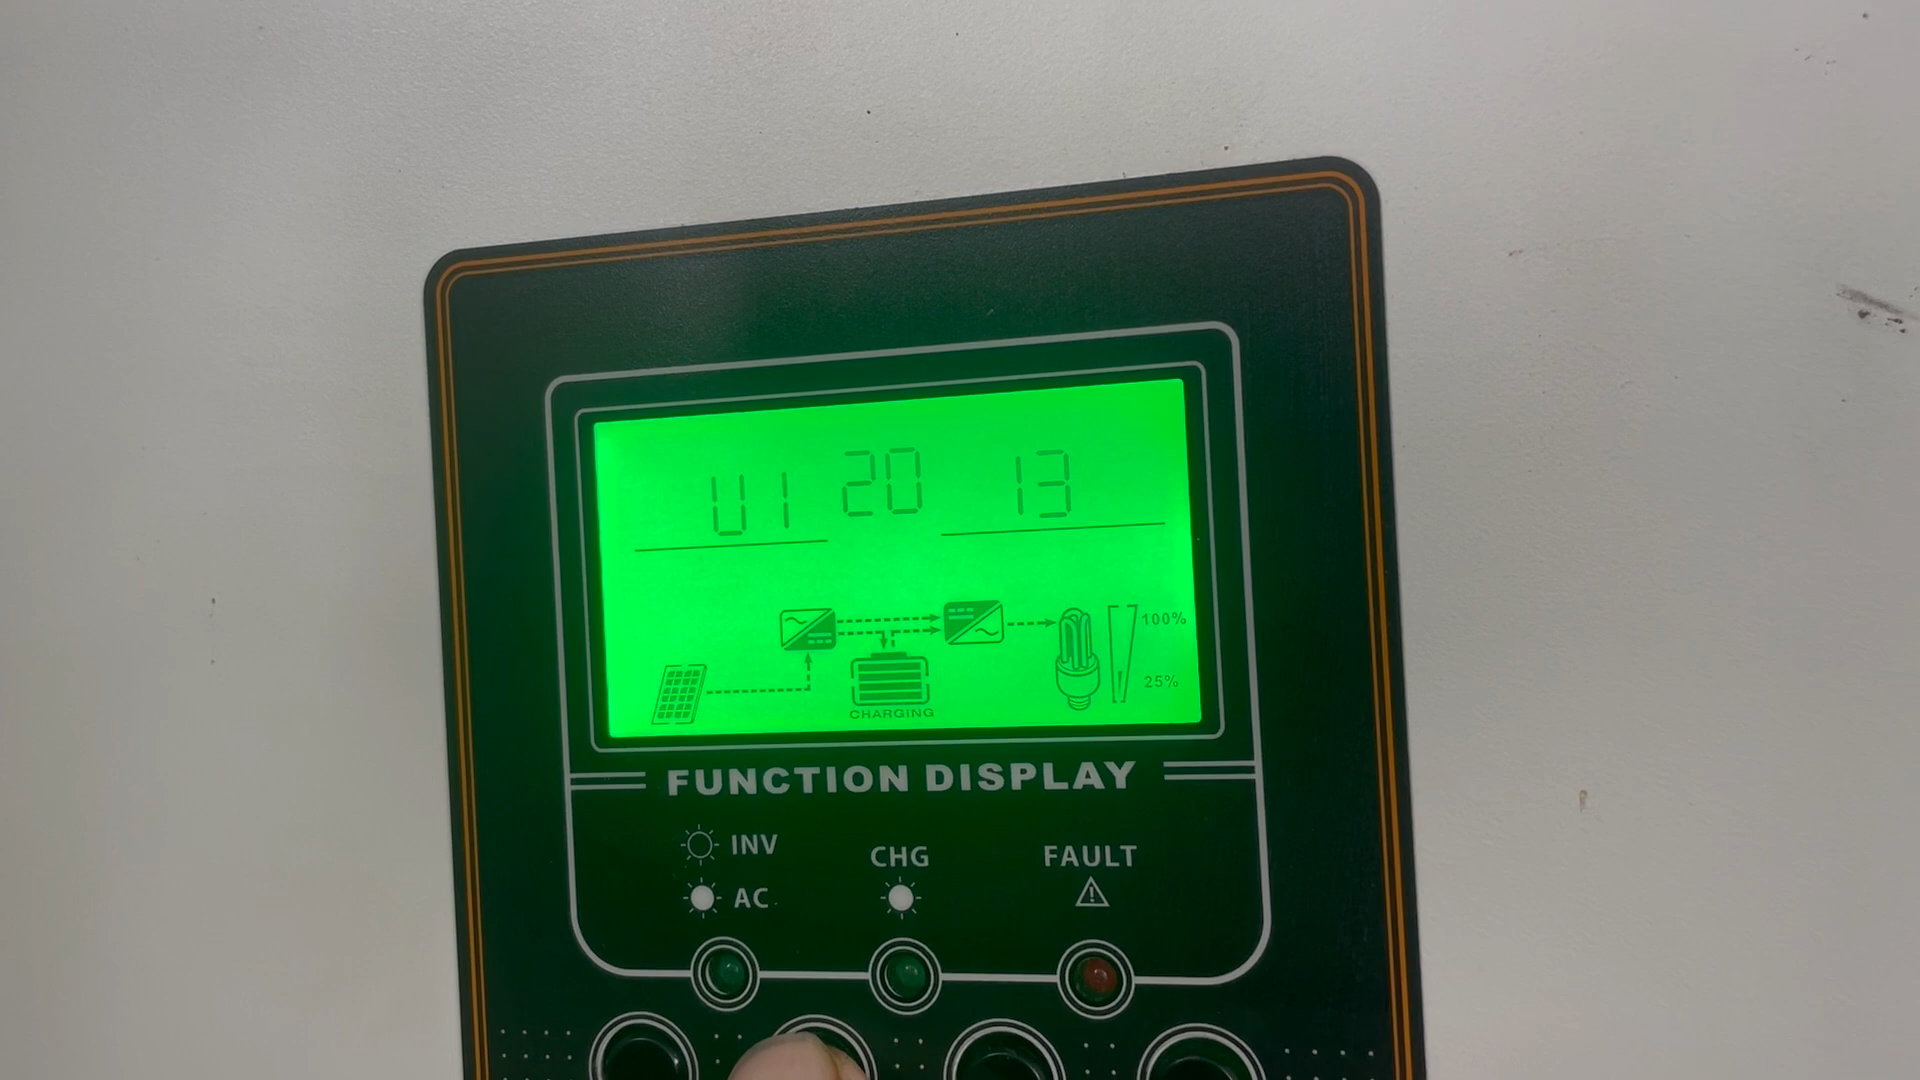 U1 20 13
100%
25%
CHARGING
FUNCTION DISPLAY
INV
CHG
FAULT
AC